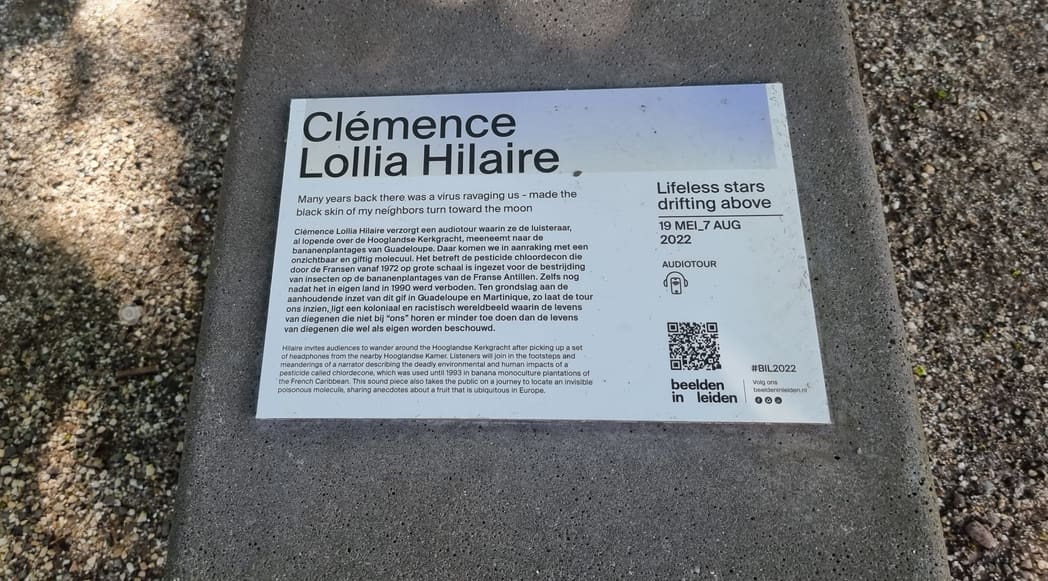 Clémence
Lollia Hilaire
Many years back there was a virus ravaging us - made the
black skin of my neighbors turn toward the moon
Clémence Lollia Hilaire verzorgt een audiotour waarin ze de luisteraar,
al lopende over de Hooglandse Kerkgracht, meeneemt naar de
bananenplantages van Guadeloupe. Daar komen we in aanraking met een
onzichtbaar en giftig molecuul. Het betreft de pesticide chloordecon die
door de Fransen vanaf 1972 op grote schaal is ingezet voor de bestrijding
van insecten op de bananenplantages van de Franse Antillen. Zelfs nog
nadat het in eigen land in 1990 werd verboden. Ten grondslag aan de
aanhoudende inzet van dit gif in Guadeloupe en Martinique, zo laat de tour
ons inzien, ligt een koloniaal en racistisch wereldbeeld waarin de levens
van diegenen die niet bij “ons” horen er minder toe doen dan de levens
van diegenen die wel als eigen worden beschouwd.
Hilaire invites audiences to wander around the Hooglandse Kerkgracht after picking up a set
of headphones from the nearby Hooglandse Kamer. Listeners will join in the footsteps and
meanderings of a narrator describing the deadly environmental and human impacts of a
pesticide called chlordecone, which was used until 1993 in banana monoculture plantations of
the French Caribbean. This sound piece also takes the public on a journey to locate an invisible
poisonous molecule, sharing anecdotes about a fruit that is ubiquitous in Europe.
Lifeless stars
drifting above
19 MEI_7 AUG
2022
AUDIOTOUR
#BIL2022
beelden
in leiden
Volg ons
beeldeninleiden.nl